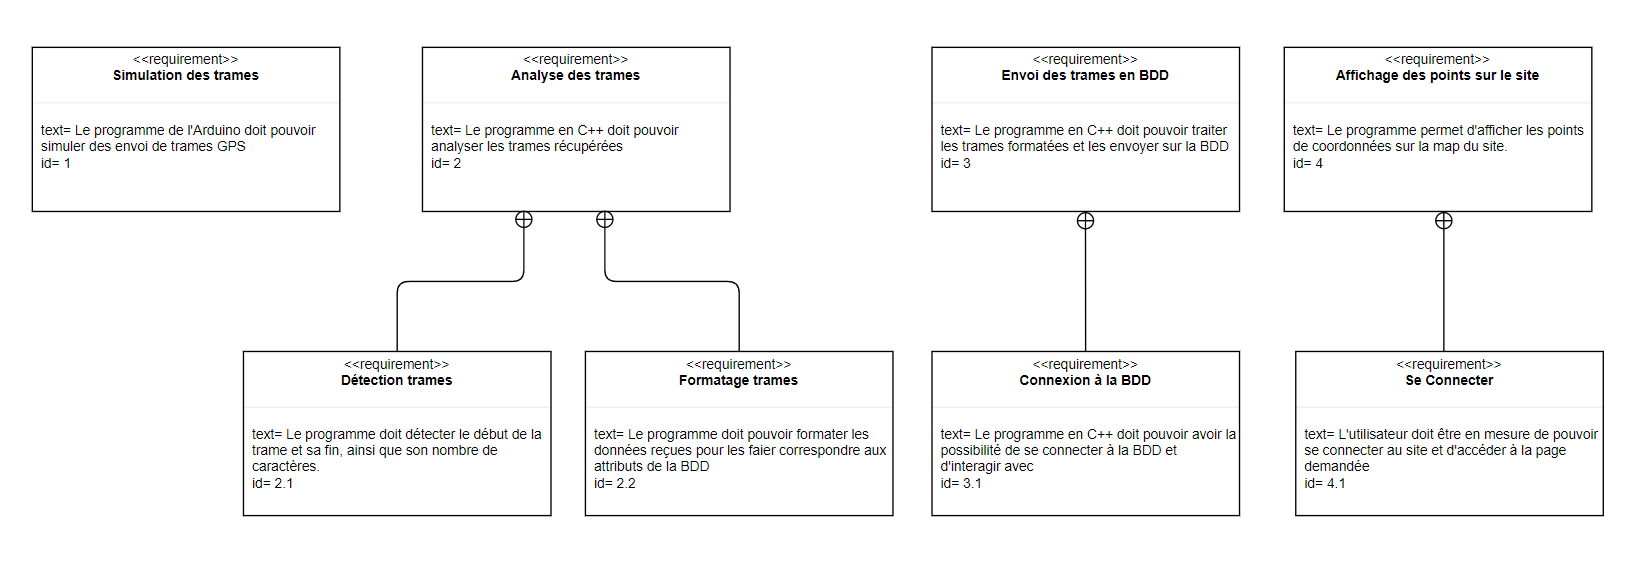 <<requirement>>
Simulation des trames
text= Le programme de l'Arduino doit pouvoir
simuler des envoi de trames GPS
id= 1
<<requirement>>
Analyse des trames
text= Le programme en C++ doit pouvoir
analyser les trames récupérées
id= 2
<<requirement>>
Envoi des trames en BDD
text= Le programme en C++ doit pouvoir traiter
les trames formatées et les envoyer sur la BDD
id= 3
<<requirement>>
Affichage des points sur le site
text= Le programme permet d'afficher les points
de coordonnées sur la map du site.
id= 4
<<requirement>>
Détection trames
text= Le programme doit détecter le début de la
trame et sa fin, ainsi que son nombre de
caractères.
id= 2.1
<<requirement>>
Formatage trames
text= Le programme doit pouvoir formater les
données reçues pour les faier correspondre aux
attributs de la BDD
id= 2.2
<<requirement>>
Connexion à la BDD
text= Le programme en C++ doit pouvoir avoir la
possibilité de se connecter à la BDD et
d'interagir avec
id= 3.1
<<requirement>>
Se Connecter
text= L'utilisateur doit être en mesure de pouvoir
se connecter au site et d'accéder à la page
demandée
id= 4.1